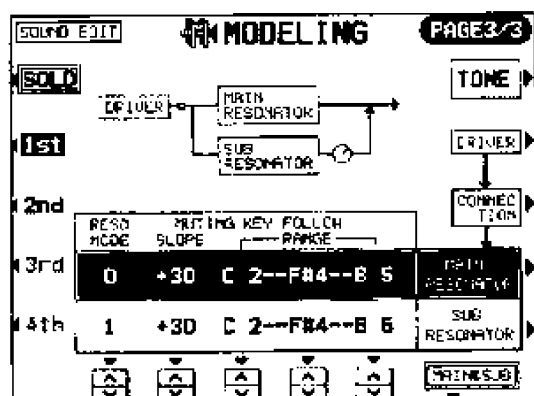 SOUND EDIT
MODELING
PAGE3/3
SOLO
TONE
DRIVER
MAIN
RESONATOR
1st
SUB
RESONATOR
DRIVER
2nd
CONNEC
TION
RESO
MODE
MUTING KEY FOLLOW
SLOPE
RANGE
3rd
0 +30 C 2--F#4--B 5
MAIN
RESONATOR
4th
1 +30 C 2--F#4--B 6
SUB
RESONATOR
MAIN&SUB